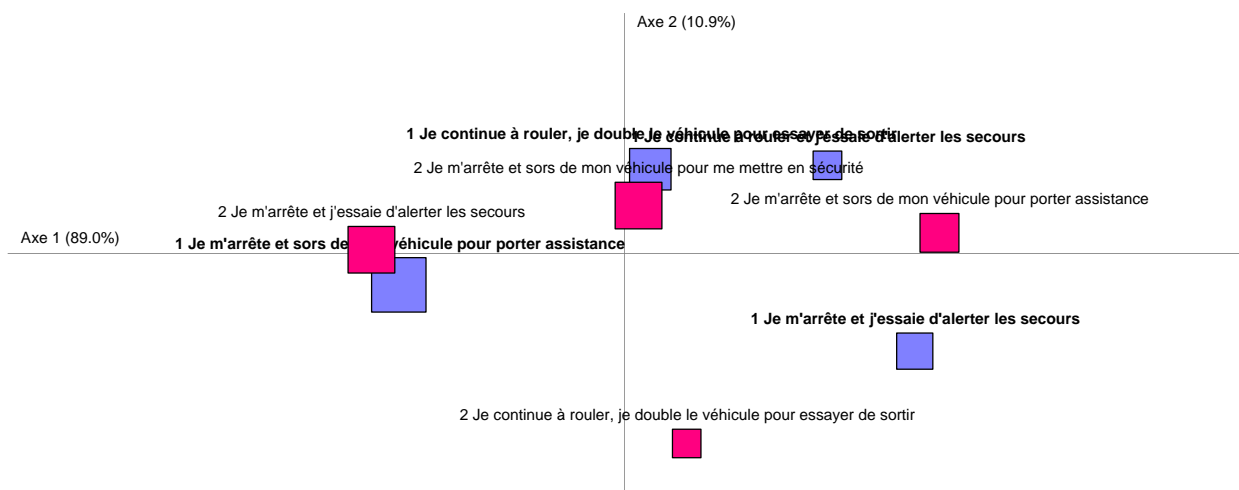 Axe 2 (10.9%)
1 Je continue à rouler, je double le véhicule pour essayer de sortir
1 Je continue à rouler et j'essaie d'alerter les secours
2 Je m'arrête et sors de mon véhicule pour me mettre en sécurité
2 Je m'arrête et sors de mon véhicule pour porter assistance
2 Je m'arrête et j'essaie d'alerter les secours
Axe 1 (89.0%)
1 Je m'arrête et sors de véhicule pour porter assistance
1 Je m'arrête et j'essaie d'alerter les secours
2 Je continue à rouler, je double le véhicule pour essayer de sortir